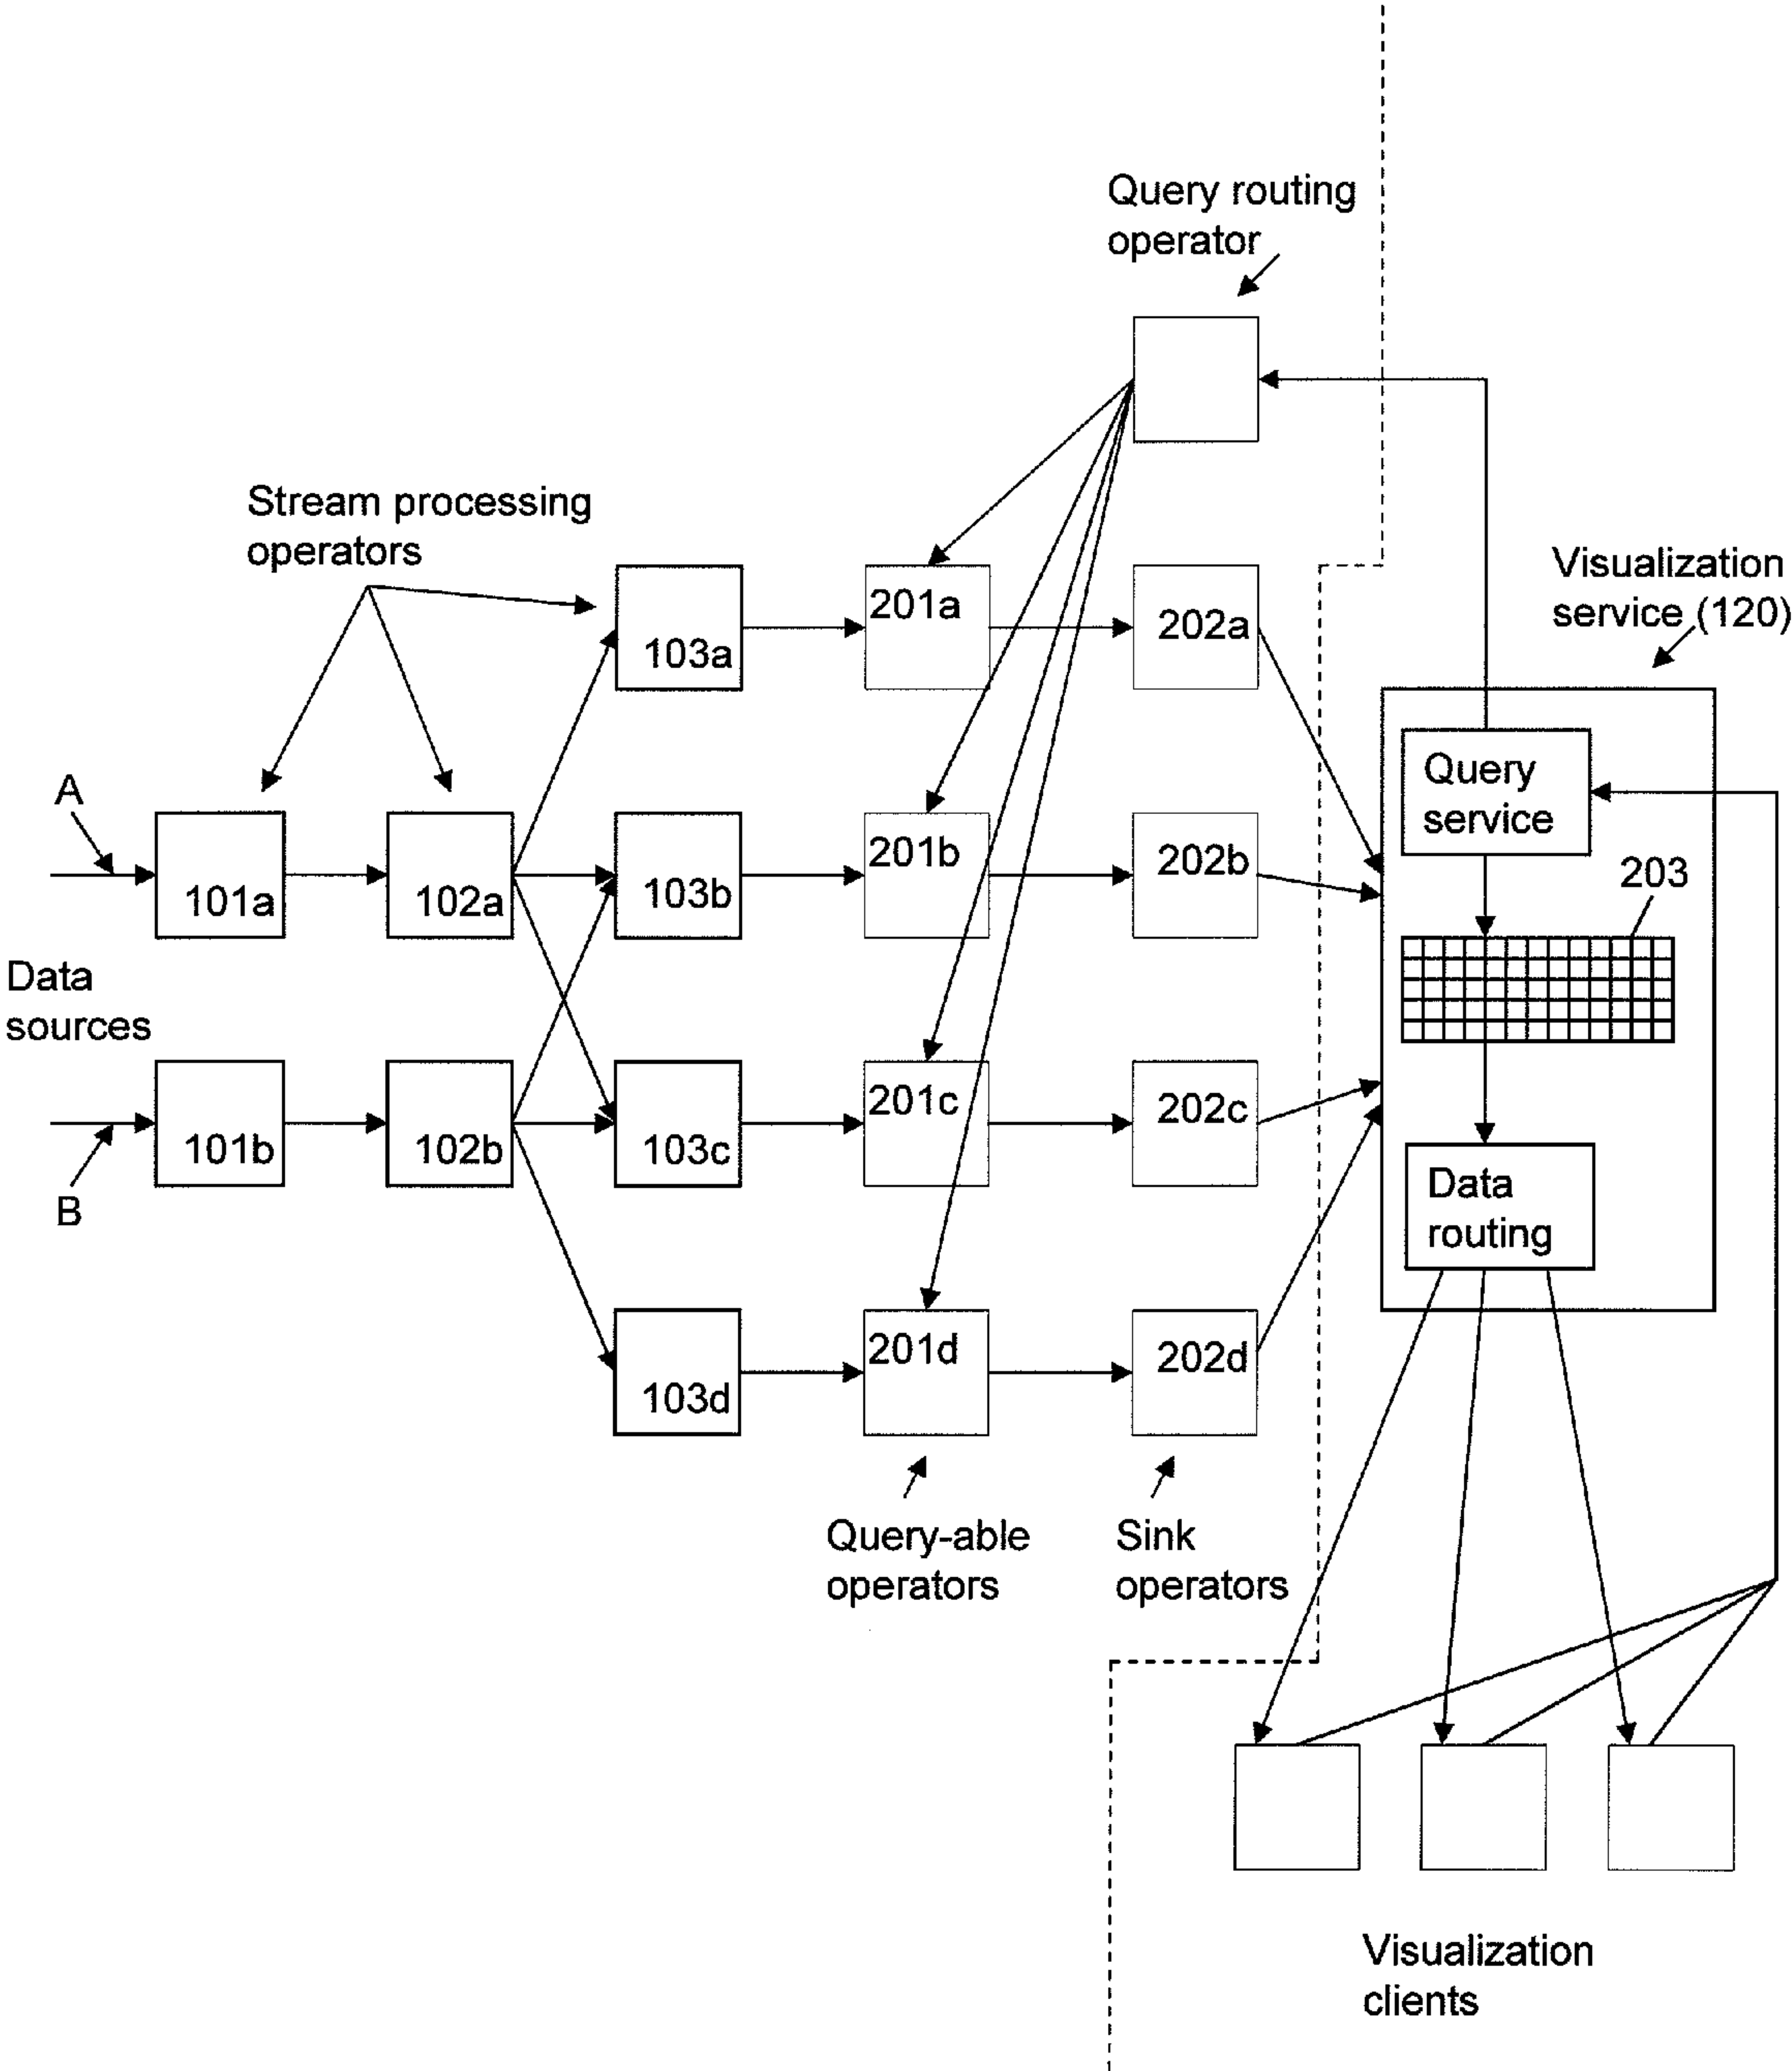 Query routing
operator
Stream processing
operators
Visualization
service (120)
103a
201a
202a
Query
service
A
101a
102a
103b
201b
202b
203
Data
sources
101b
102b
103c
201c
202c
Data
routing
B
103d
201d
202d
Query-able
operators
Sink
operators
Visualization
clients